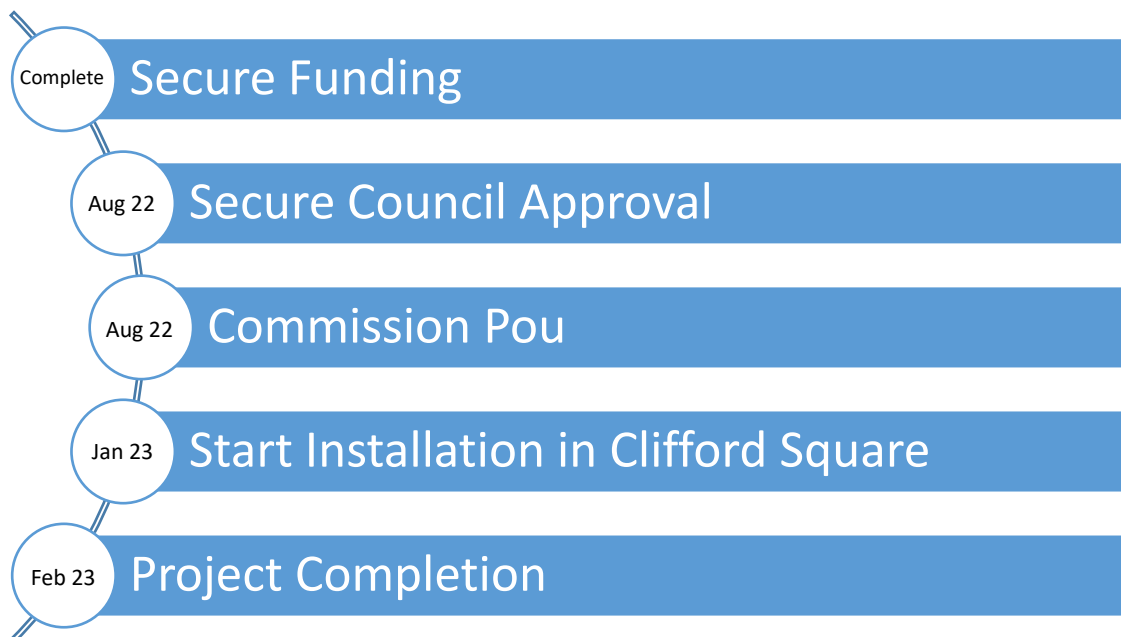 Complete
Secure Funding
Aug 22
Secure Council Approval
Aug 22
Commission Pou
Jan 23
Start Installation in Clifford Square
Feb 23
Project Completion